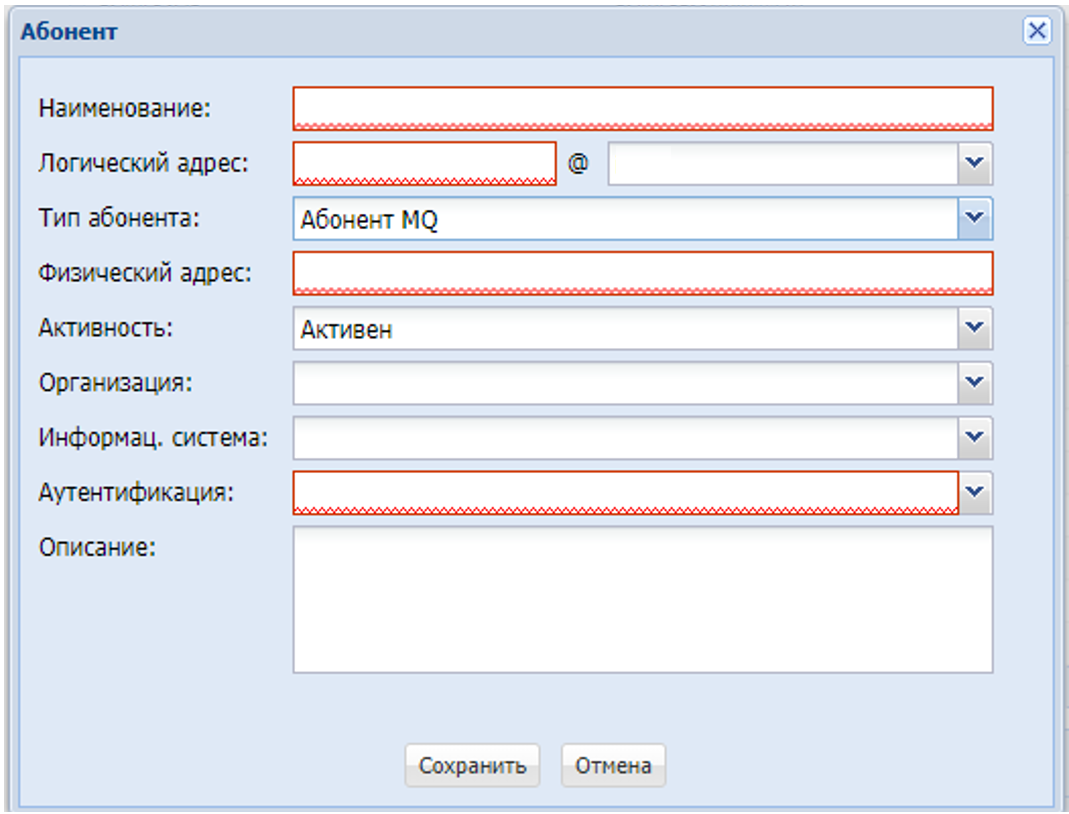 Абонент
Наименование:
Логический адрес: @
Тип абонента: Абонент MQ
Физический адрес:
Активность: Активен
Организация:
Информац. система:
Аутентификация:
Описание:
Сохранить Отмена